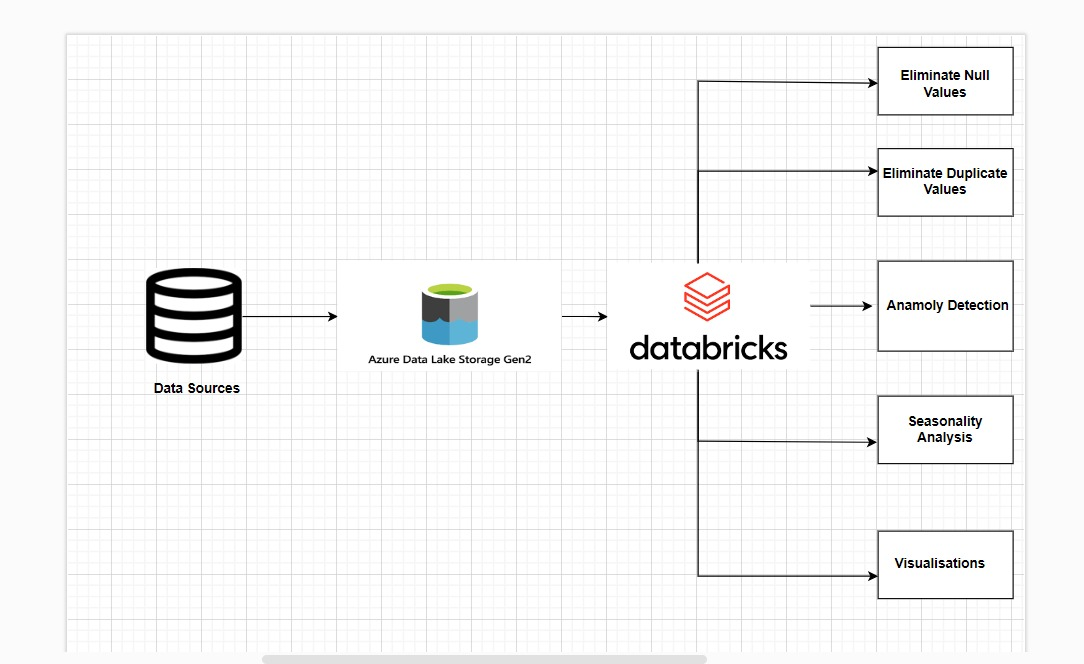 Eliminate Null
Values
Eliminate Duplicate
Values
Data Sources
Azure Data Lake Storage Gen2
databricks
Anamoly Detection
Seasonality
Analysis
Visualisations